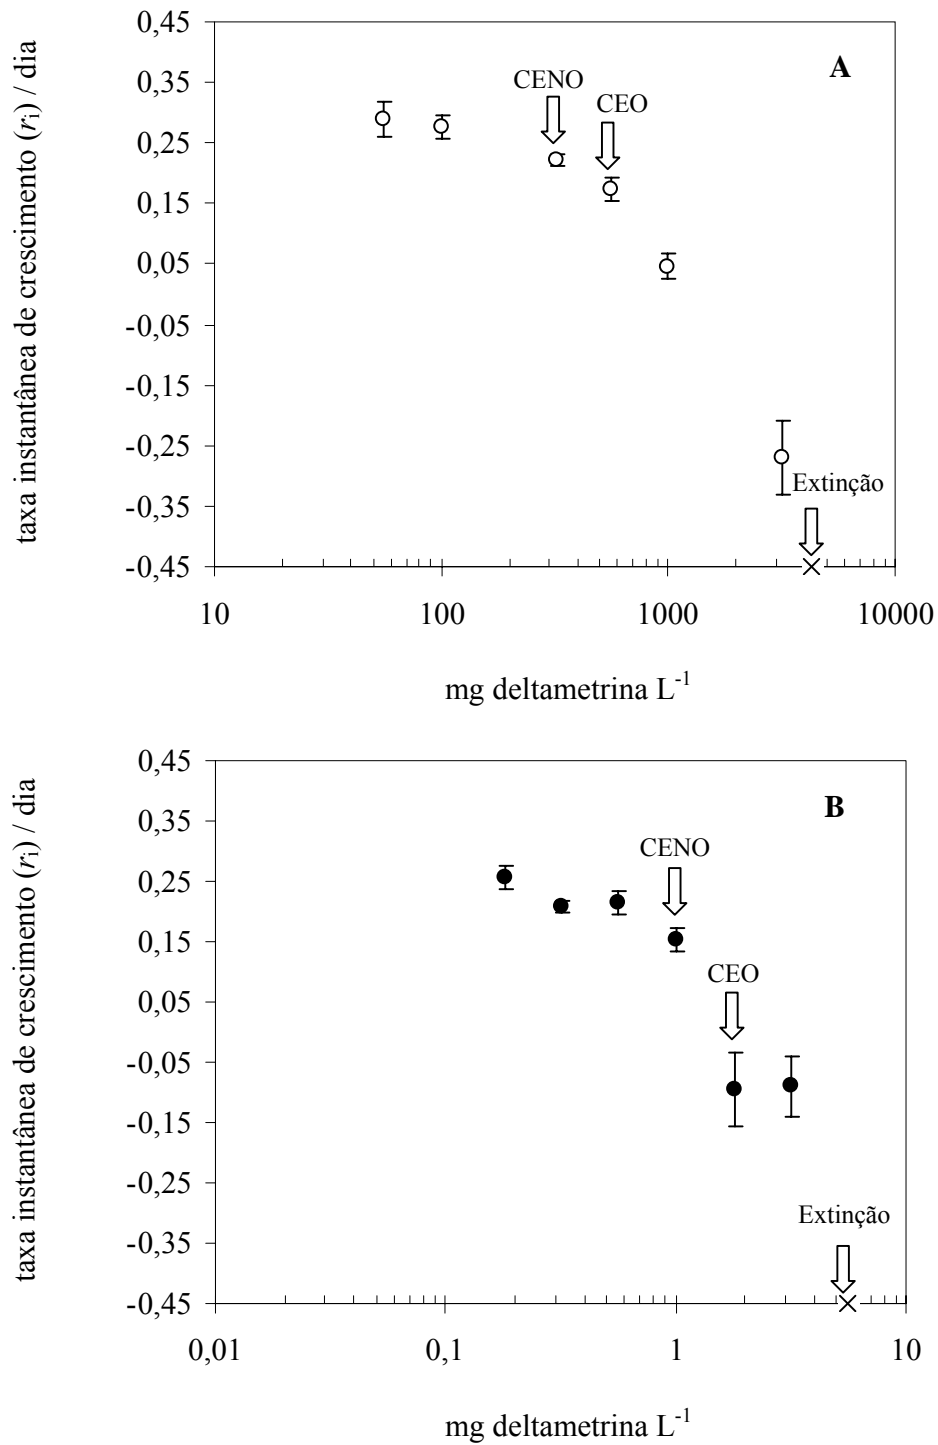 0,45
A
0,35
CENO
CEO
0,25
0,15
0,05
-0,05
-0,15
-0,25
Extinção
-0,35
-0,45
10
100
1000
10000
taxa instantânea de crescimento (ri) / dia
mg deltametrina L-1
0,45
B
0,35
CENO
0,25
0,15
CEO
0,05
-0,05
-0,15
-0,25
Extinção
-0,35
-0,45
0,01
0,1
1
10
taxa instantânea de crescimento (ri) / dia
mg deltametrina L-1